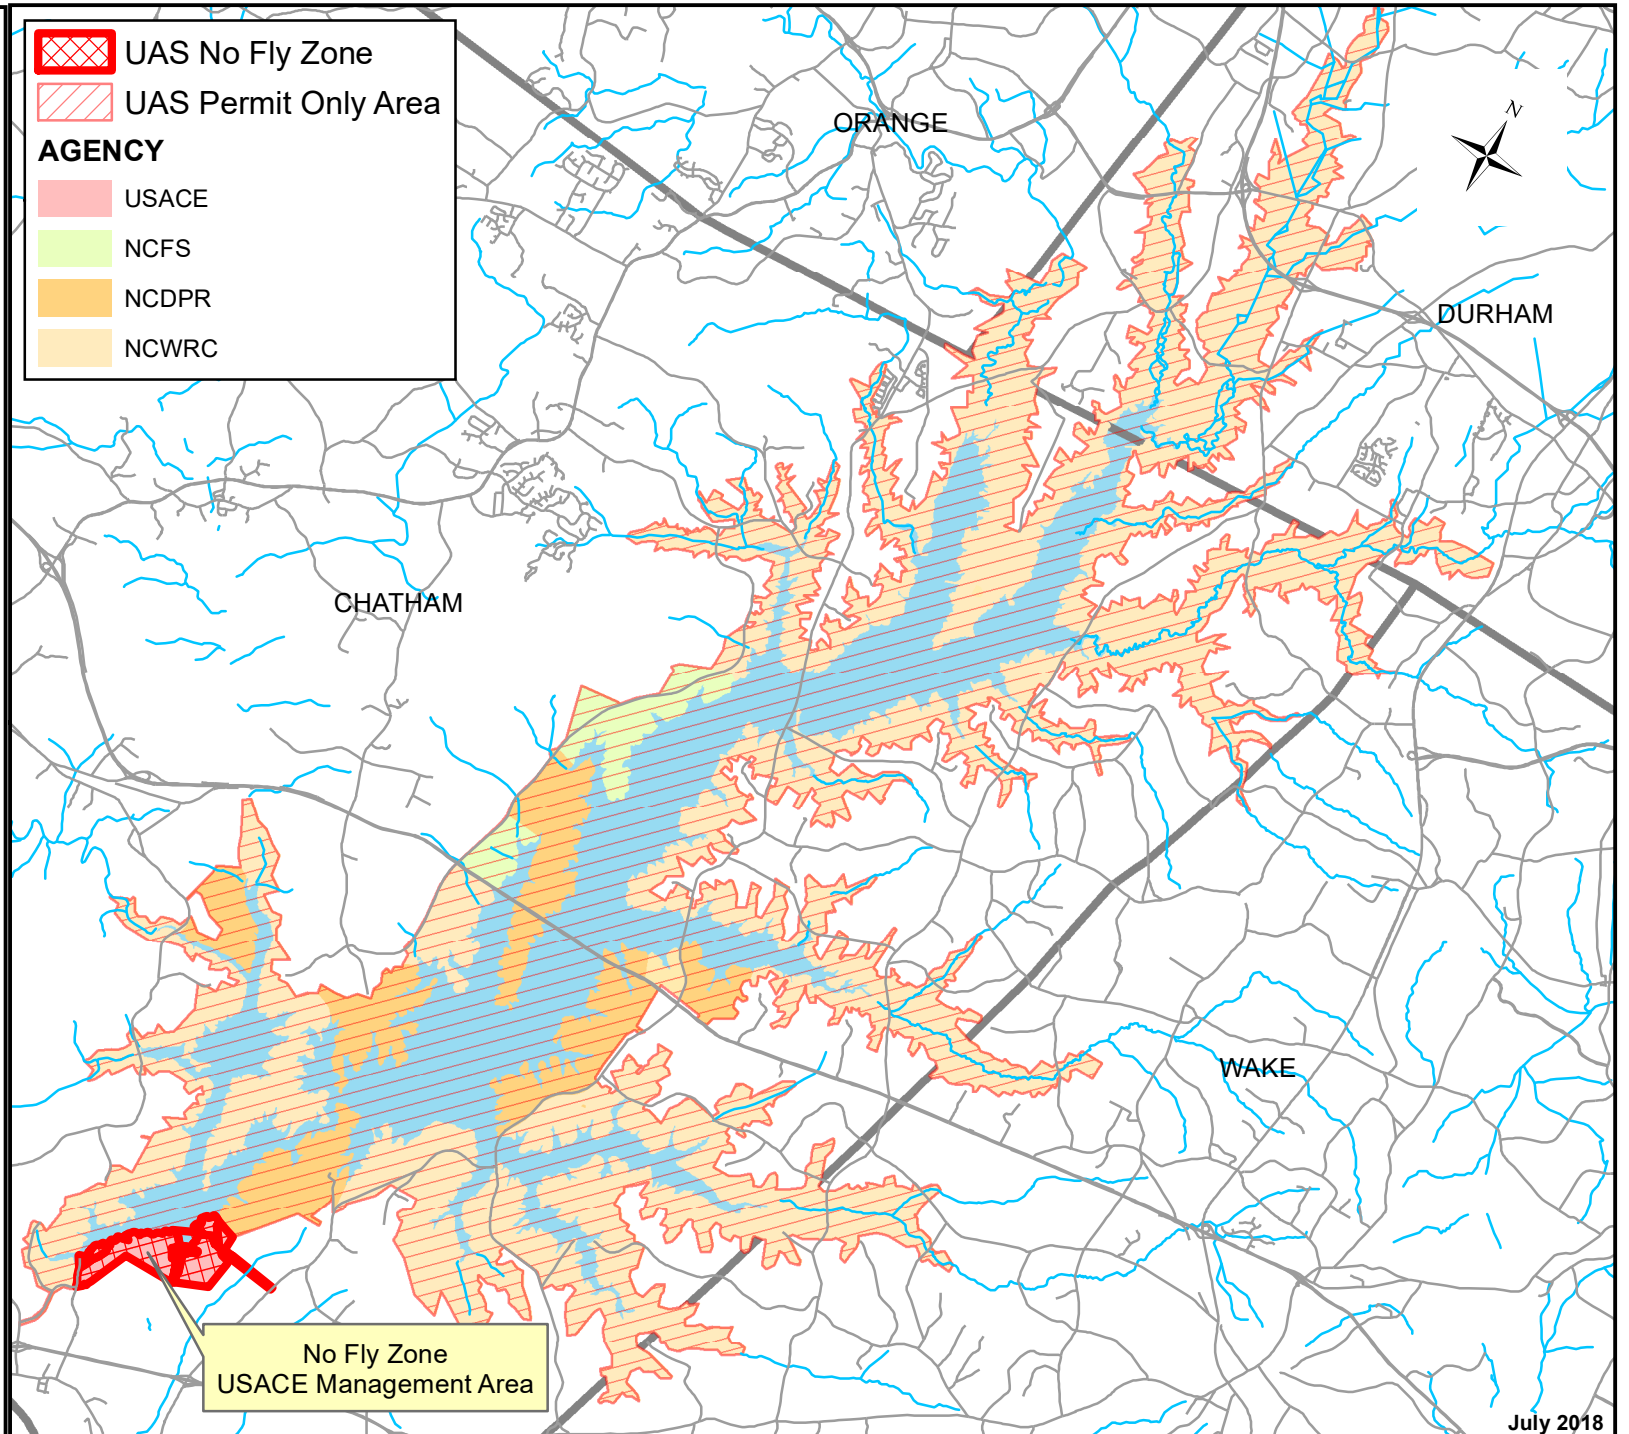 UAS No Fly Zone
UAS Permit Only Area
AGENCY
USACE
NCFS
NCDPR
NCWRC
N
ORANGE
DURHAM
CHATHAM
WAKE
No Fly Zone
USACE Management Area
July 2018